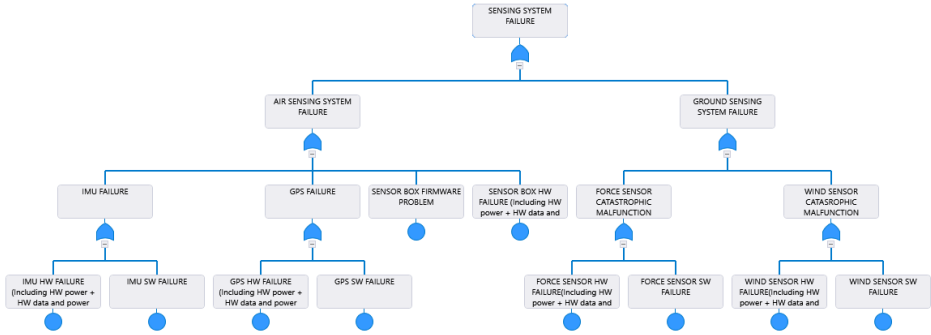 SENSING SYSTEM
FAILURE
AIR SENSING SYSTEM
FAILURE
GROUND SENSING
SYSTEM FAILURE
IMU FAILURE
GPS FAILURE
SENSOR BOX FIRMWARE
PROBLEM
SENSOR BOX HW
FAILURE (Including HW
power + HW data and
FORCE SENSOR
CATASTROPHIC
MALFUNCTION
WIND SENSOR
CATASROPHIC
MALFUNCTION
IMU HW FAILURE
(Including HW power +
HW data and power
IMU SW FAILURE
GPS HW FAILURE
(Including HW power +
HW data and power
GPS SW FAILURE
FORCE SENSOR HW
FAILURE(Including HW
power + HW data and
FORCE SENSOR SW
FAILURE
WIND SENSOR HW
FAILURE(Including HW
power + HW data and
WIND SENSOR SW
FAILURE